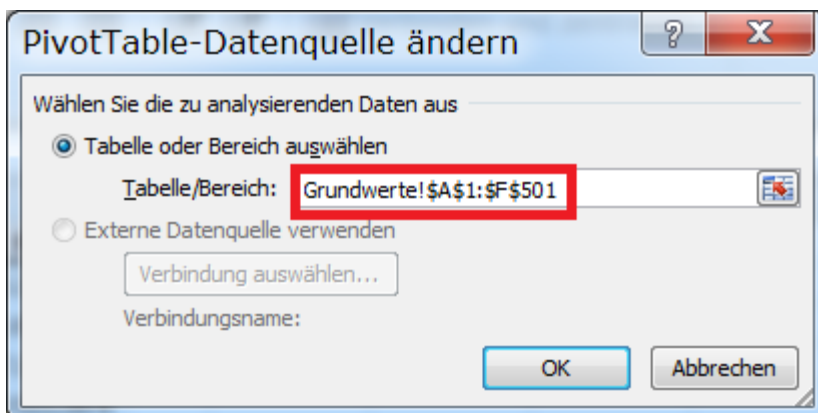 PivotTable-Datenquelle ändern
?
X
Wählen Sie die zu analysierenden Daten aus
Tabelle oder Bereich auswählen
Tabelle/Bereich: Grundwerte!$A$1:$F$501
Externe Datenquelle verwenden
Verbindung auswählen...
Verbindungsname:
OK Abbrechen